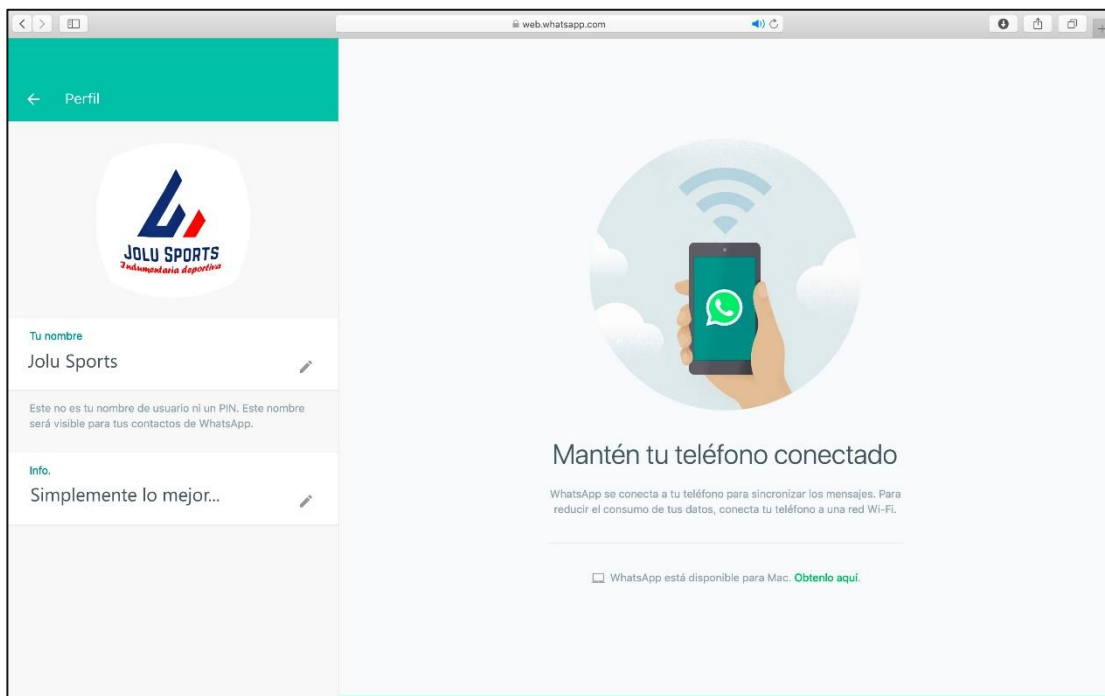 web.whatsapp.com
Perfil
JOLU SPORTS
Indumentaria deportiva
Tu nombre
Jolu Sports
Este no es tu nombre de usuario ni un PIN. Este nombre
será visible para tus contactos de WhatsApp.
Info.
Simplemente lo mejor...
Mantén tu teléfono conectado
WhatsApp se conecta a tu teléfono para sincronizar los mensajes. Para
reducir el consumo de tus datos, conecta tu teléfono a una red Wi-Fi.
WhatsApp está disponible para Mac. Obtenlo aquí.